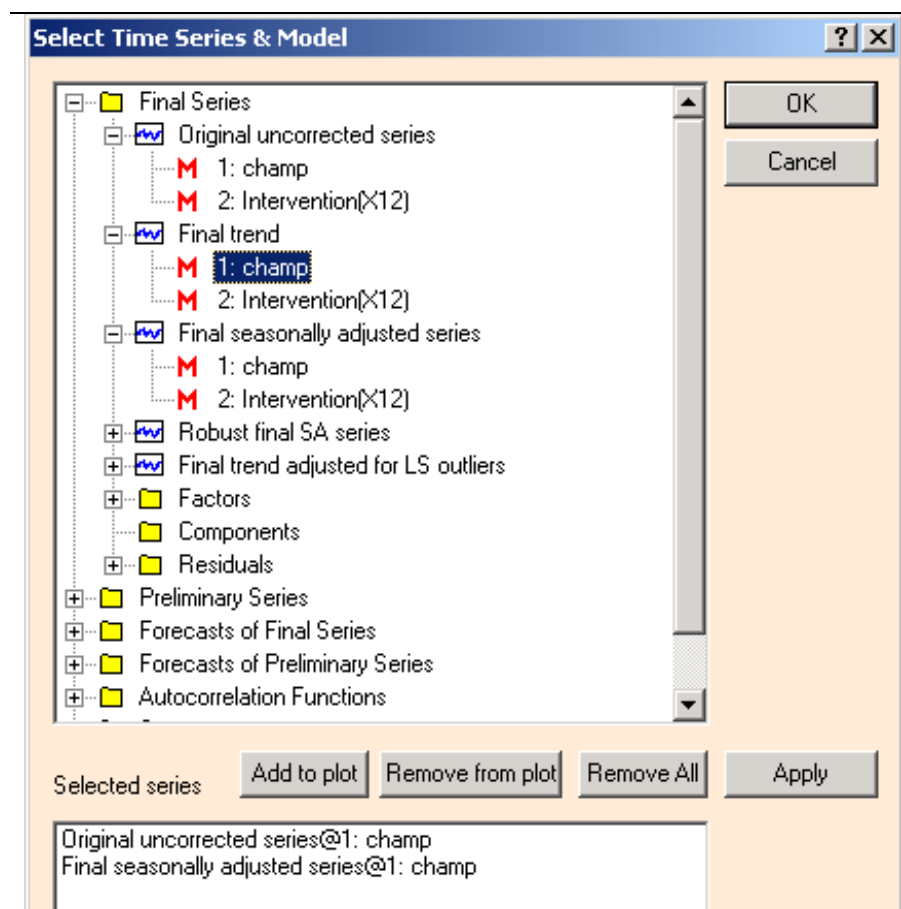 Select Time Series & Model
? X
Final Series
OK
Original uncorrected series
M 1: champ
Cancel
M 2: Intervention(X12)
Final trend
M 1: champ
M 2: Intervention(X12)
Final seasonally adjusted series
M 1: champ
M 2: Intervention(X12)
Robust final SA series
Final trend adjusted for LS outliers
Factors
Components
Residuals
Preliminary Series
Forecasts of Final Series
Forecasts of Preliminary Series
Autocorrelation Functions
Selected series Add to plot Remove from plot Remove All Apply
Original uncorrected series@1: champ
Final seasonally adjusted series@1: champ